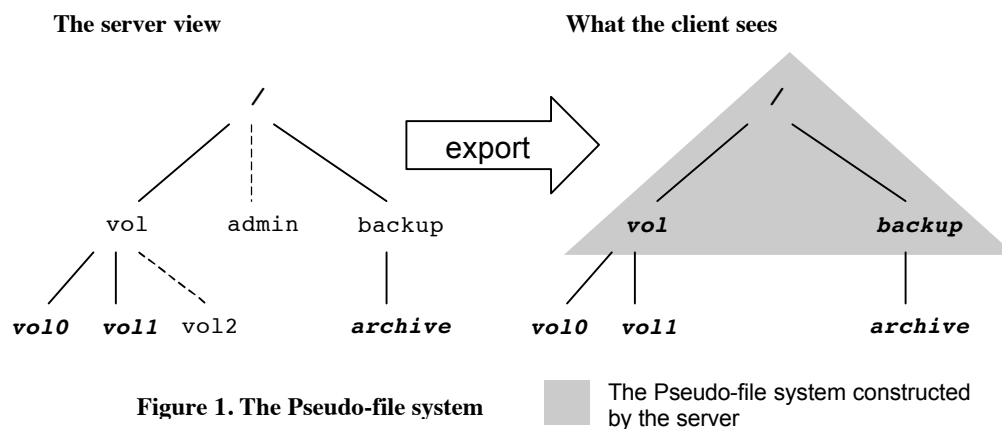 The server view
What the client sees
/
export
/
vol admin backup
vol backup
vol0 vol1 vol2 archive
vol0 vol1 archive
Figure 1. The Pseudo-file system
The Pseudo-file system constructed
by the server